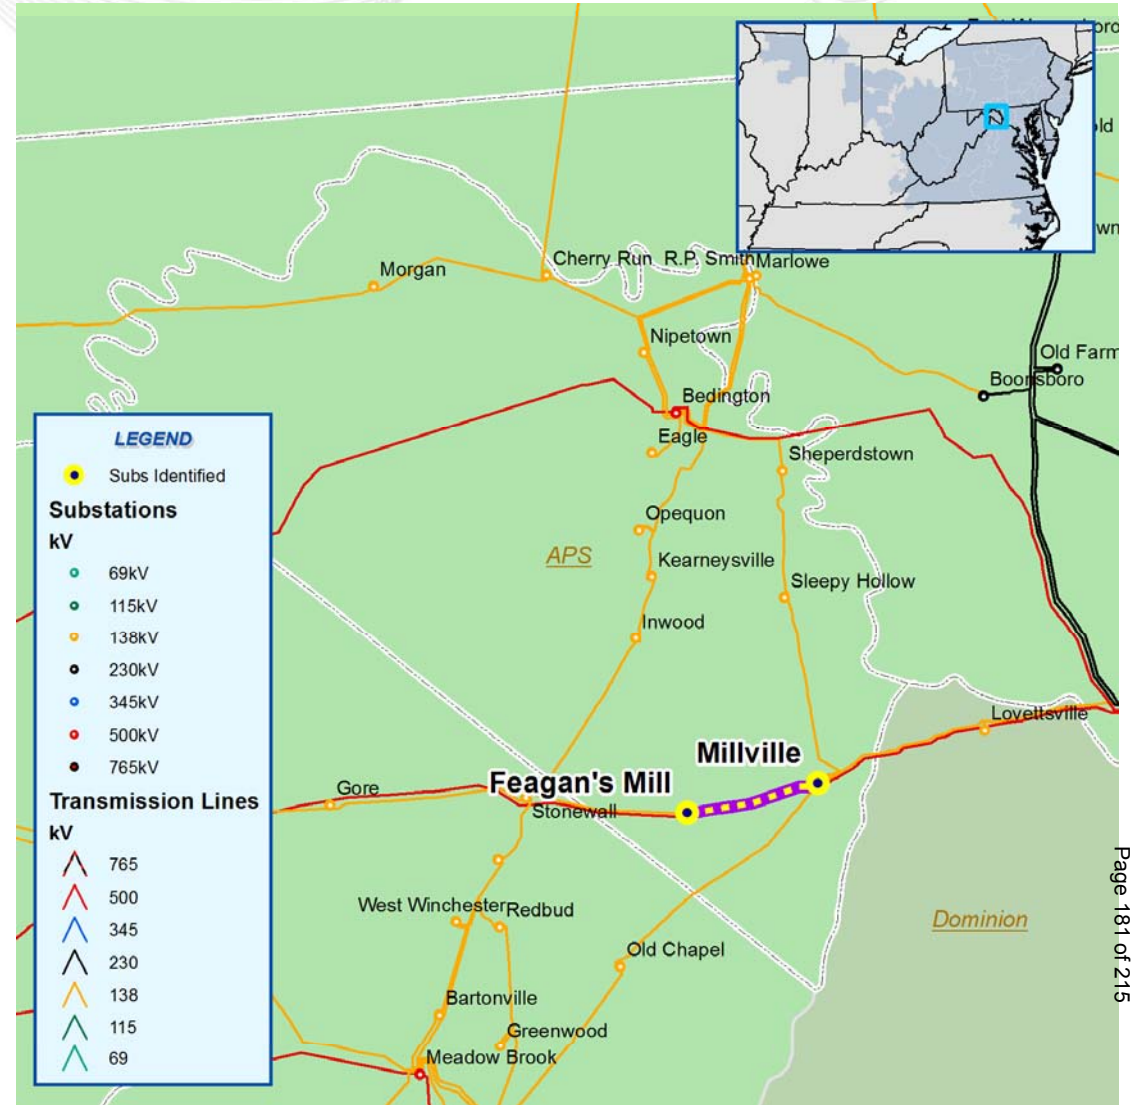 Cherry Run
R.P. Smith
Marlowe
Morgan
Nipetown
Old Farm
Boonsboro
Bedington
Eagle
Sheperdstown
Opequon
APS
Kearneysville
Sleepy Hollow
Inwood
Lovettsville
Millville
Feagan's Mill
Gore
Stonewall
West Winchester
Redbud
Dominion
Old Chapel
Bartonville
Greenwood
Meadow Brook
LEGEND
Subs Identified
Substations
kV
69kV
115kV
138kV
230kV
345kV
500kV
765kV
Transmission Lines
kV
765
500
345
230
138
115
69
Page 181 of 215